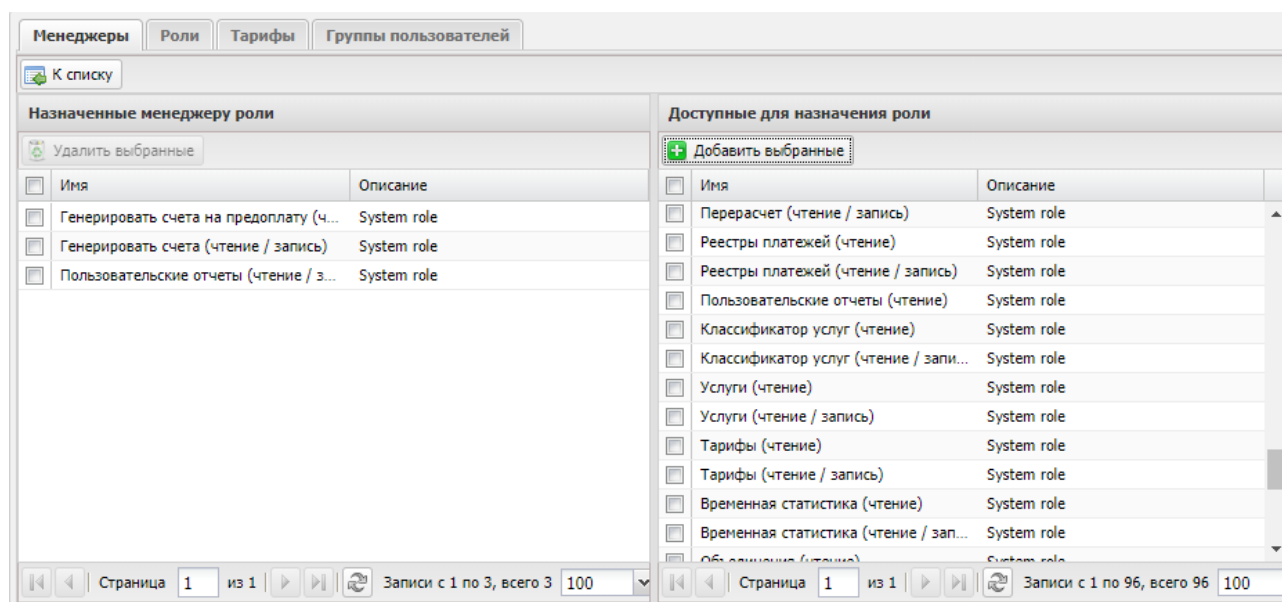 Менеджеры Роли Тарифы Группы пользователей
К списку
Назначенные менеджеру роли
Удалить выбранные
Имя Описание
Генерировать счета на предоплату (ч... System role
Генерировать счета (чтение / запись) System role
Пользовательские отчеты (чтение / з... System role
Страница 1 из 1 Записи с 1 по 3, всего 3 100
Доступные для назначения роли
Добавить выбранные
Имя Описание
Перерасчет (чтение / запись) System role
Реестры платежей (чтение) System role
Реестры платежей (чтение / запись) System role
Пользовательские отчеты (чтение) System role
Классификатор услуг (чтение) System role
Классификатор услуг (чтение / запи... System role
Услуги (чтение) System role
Услуги (чтение / запись) System role
Тарифы (чтение) System role
Тарифы (чтение / запись) System role
Временная статистика (чтение) System role
Временная статистика (чтение / зап... System role
Объединения (чтение) System role
Страница 1 из 1 Записи с 1 по 96, всего 96 100